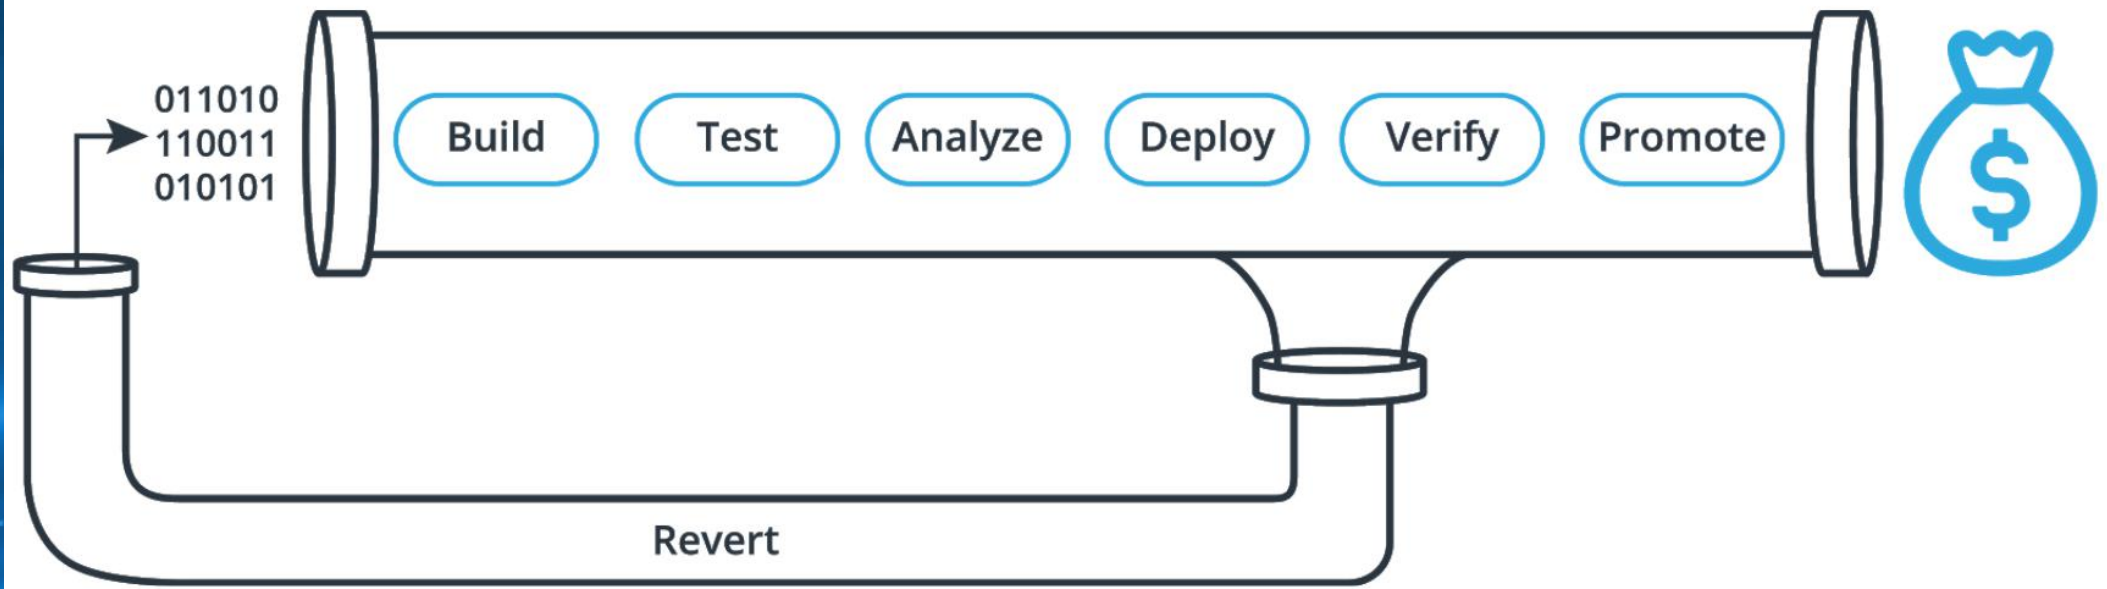 011010
110011
010101
Build
Test
Analyze
Deploy
Verify
Promote
$
Revert